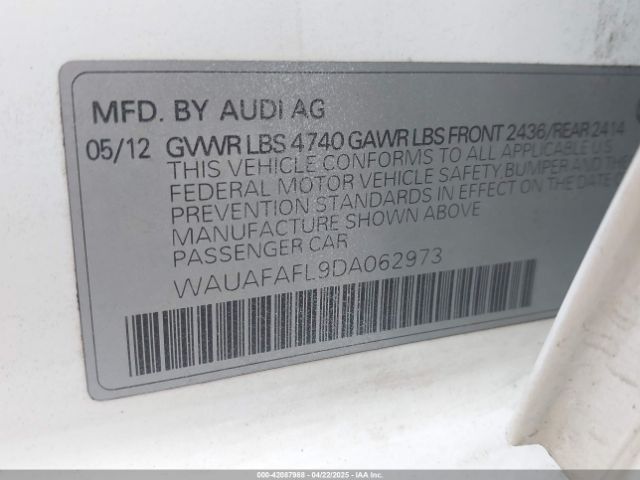 MFD. BY AUDI AG
05/12 GVWR LBS 4740 GAWR LBS FRONT 2436/REAR 2414
THIS VEHICLE CONFORMS TO ALL APPLICABLE U.S.
FEDERAL MOTOR VEHICLE SAFETY, BUMPER AND THEFT
PREVENTION STANDARDS IN EFFECT ON THE DATE OF
MANUFACTURE SHOWN ABOVE
PASSENGER CAR
WAUAFAFL9DA062973
000-42087988 - 04/22/2025 - IAAI.com